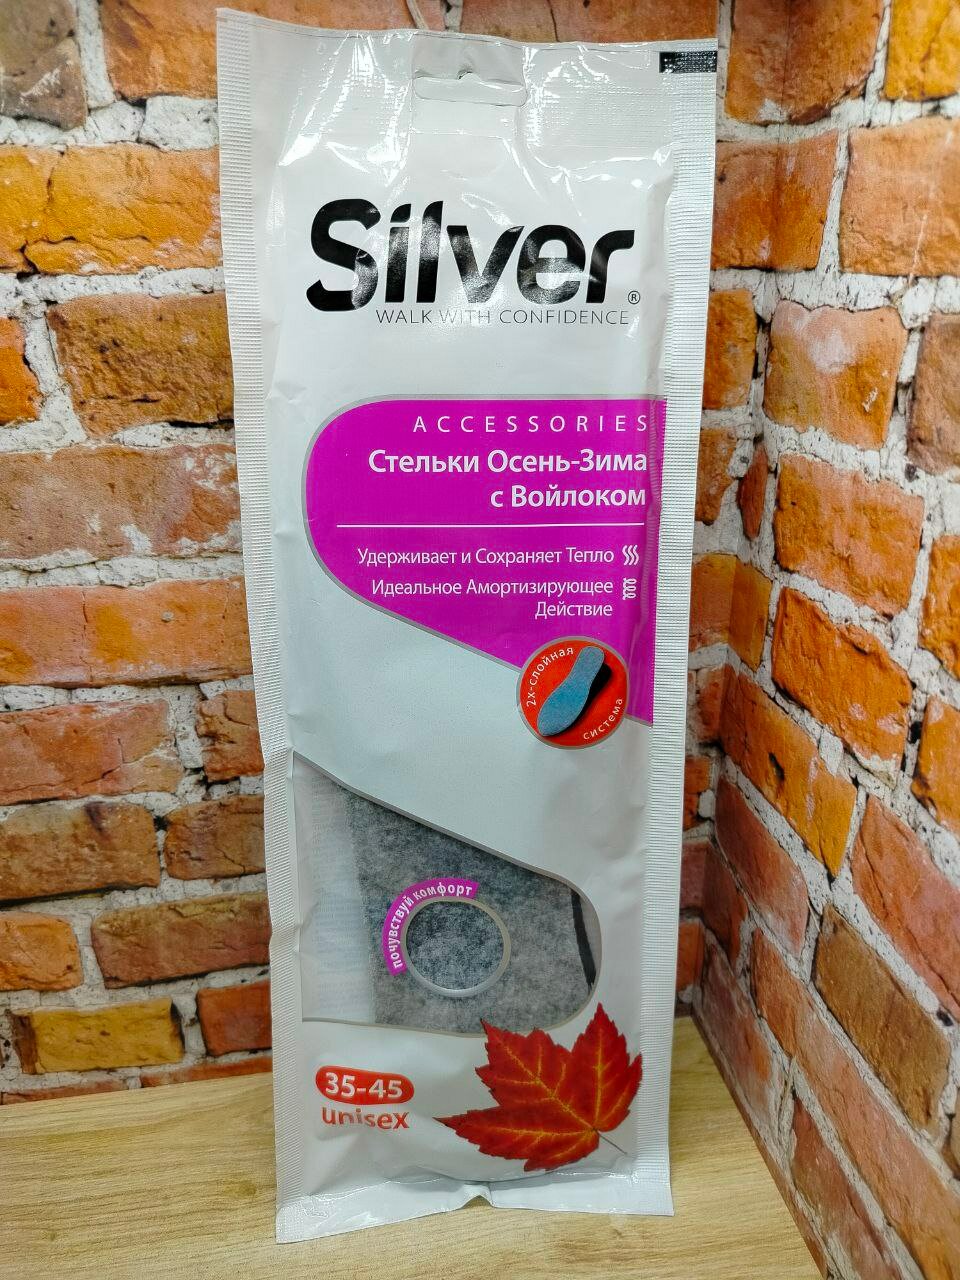 Silver®
WALK WITH CONFIDENCE
ACCESSORIES
Стельки Осень-Зима
с Войлоком
Удерживает и Сохраняет Тепло
Идеальное Амортизирующее
Действие
2х-слойная
система
почувствуй комфорт
35-45
unisex